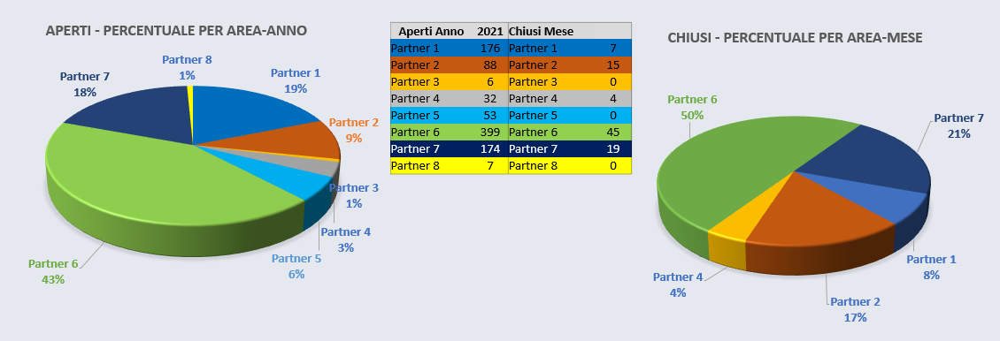 APERTI - PERCENTUALE PER AREA-ANNO
Partner 8
1%
Partner 1
19%
Partner 7
18%
Partner 2
9%
Partner 3
1%
Partner 4
3%
Partner 5
6%
Partner 6
43%
Aperti Anno 2021 Chiusi Mese
Partner 1 176 Partner 1 7
Partner 2 88 Partner 2 15
Partner 3 6 Partner 3 0
Partner 4 32 Partner 4 4
Partner 5 53 Partner 5 0
Partner 6 399 Partner 6 45
Partner 7 174 Partner 7 19
Partner 8 7 Partner 8 0
CHIUSI - PERCENTUALE PER AREA-MESE
Partner 6
50%
Partner 7
21%
Partner 1
8%
Partner 4
4%
Partner 2
17%